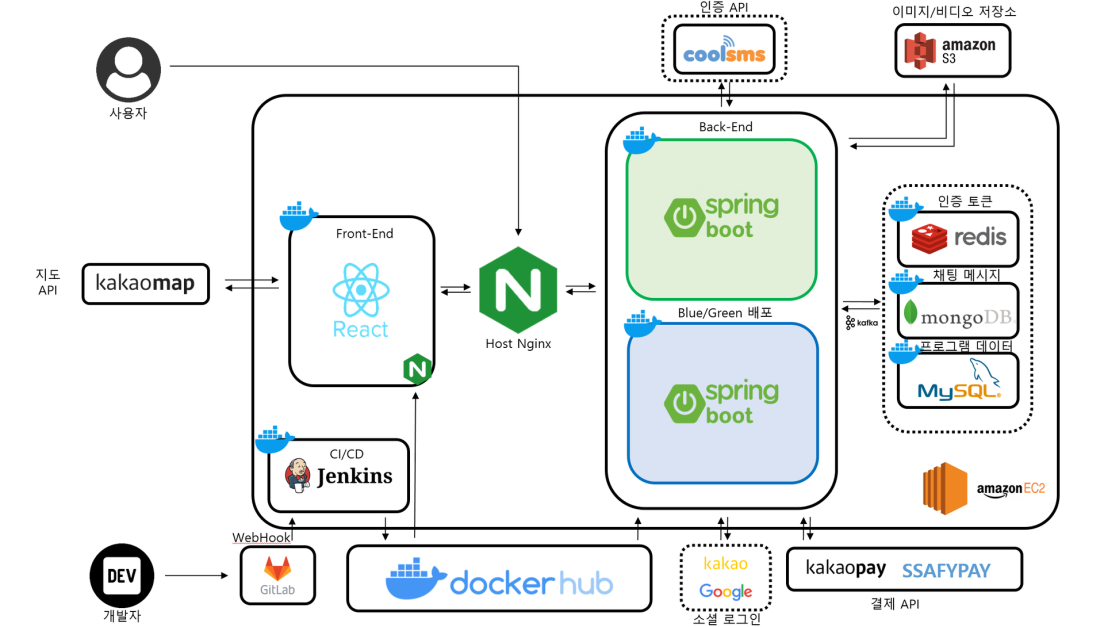 인증 API
coolsms
이미지/비디오 저장소
amazon
S3
사용자
Back-End
spring
boot
인증 토큰
redis
Front-End
React
N
지도
API
kakaomap
N
Host Nginx
채팅 메시지
mongoDB
kafka
Blue/Green 배포
spring
boot
프로그램 데이터
MySQL
CI/CD
Jenkins
amazon EC2
WebHook
GitLab
DEV
개발자
docker hub
kakao
Google
소셜 로그인
kakaopay SSAFYPAY
결제 API